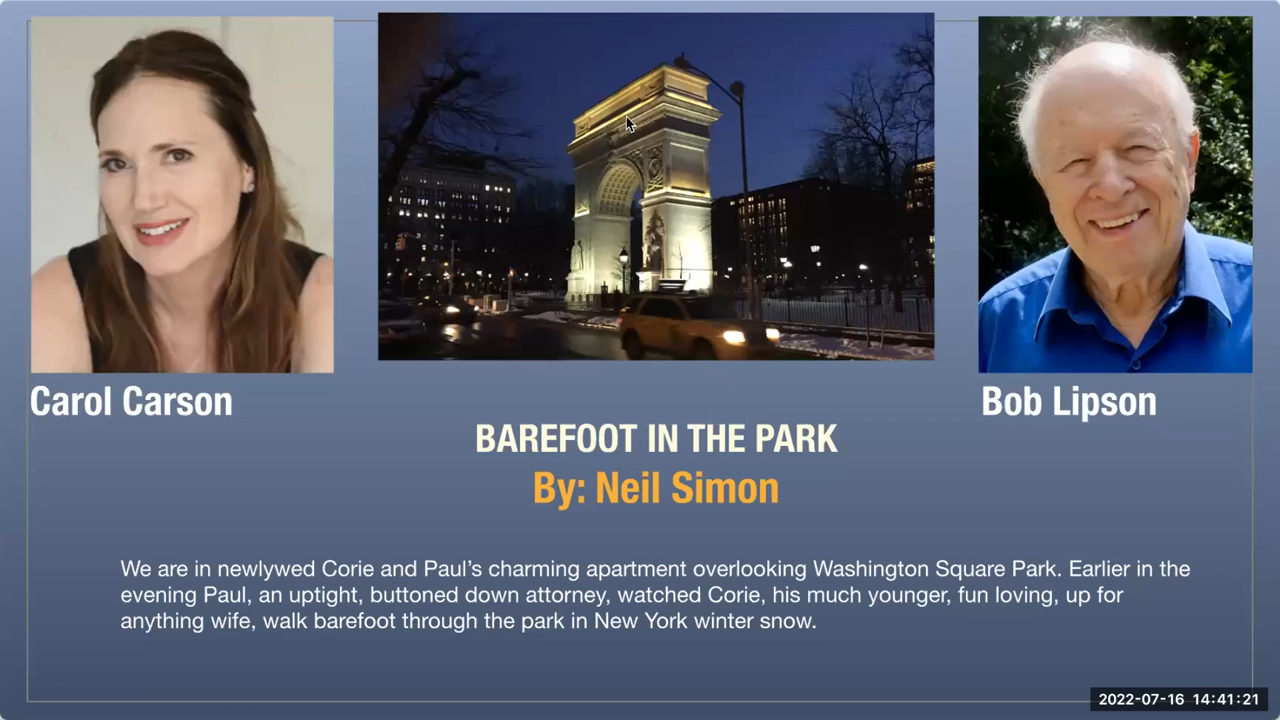 Carol Carson
Bob Lipson
BAREFOOT IN THE PARK
By: Neil Simon
We are in newlywed Corie and Paul’s charming apartment overlooking Washington Square Park. Earlier in the
evening Paul, an uptight, buttoned down attorney, watched Corie, his much younger, fun loving, up for
anything wife, walk barefoot through the park in New York winter snow.
2022-07-16 14:41:21